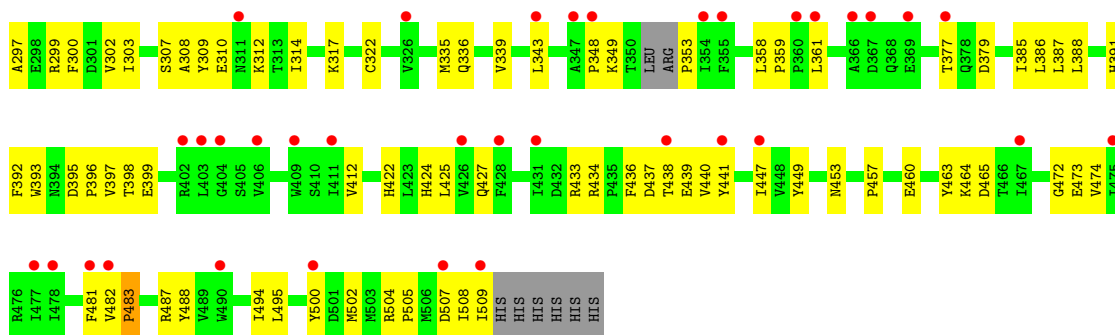 A297 E298 R299 F300 D301 V302 I303 S307 A308 Y309 E310 N311 K312 T313 I314 K317 C322 V326 M335 Q336 V339 L343 A347 P348 K349 T350 LEU ARG P353 I354 F355 L358 P359 P360 L361 A366 D367 Q368 E369 T377 Q378 D379 I385 L386 L387 L388 H391
F392 W393 N394 D395 P396 V397 T398 E399 R402 L403 G404 S405 V406 W409 S410 I411 V412 H422 L423 H424 L425 V426 Q427 F428 I431 D432 R433 R434 P435 F436 D437 T438 E439 V440 Y441 I447 V448 Y449 N453 P457 E460 Y463 K464 D465 T466 I467 G472 E473 V474 I475
R476 I477 I478 F481 V482 P483 R487 Y488 V489 W490 I494 L495 Y500 D501 M502 M503 R504 P505 M506 D507 I508 I509 HIS HIS HIS HIS HIS HIS